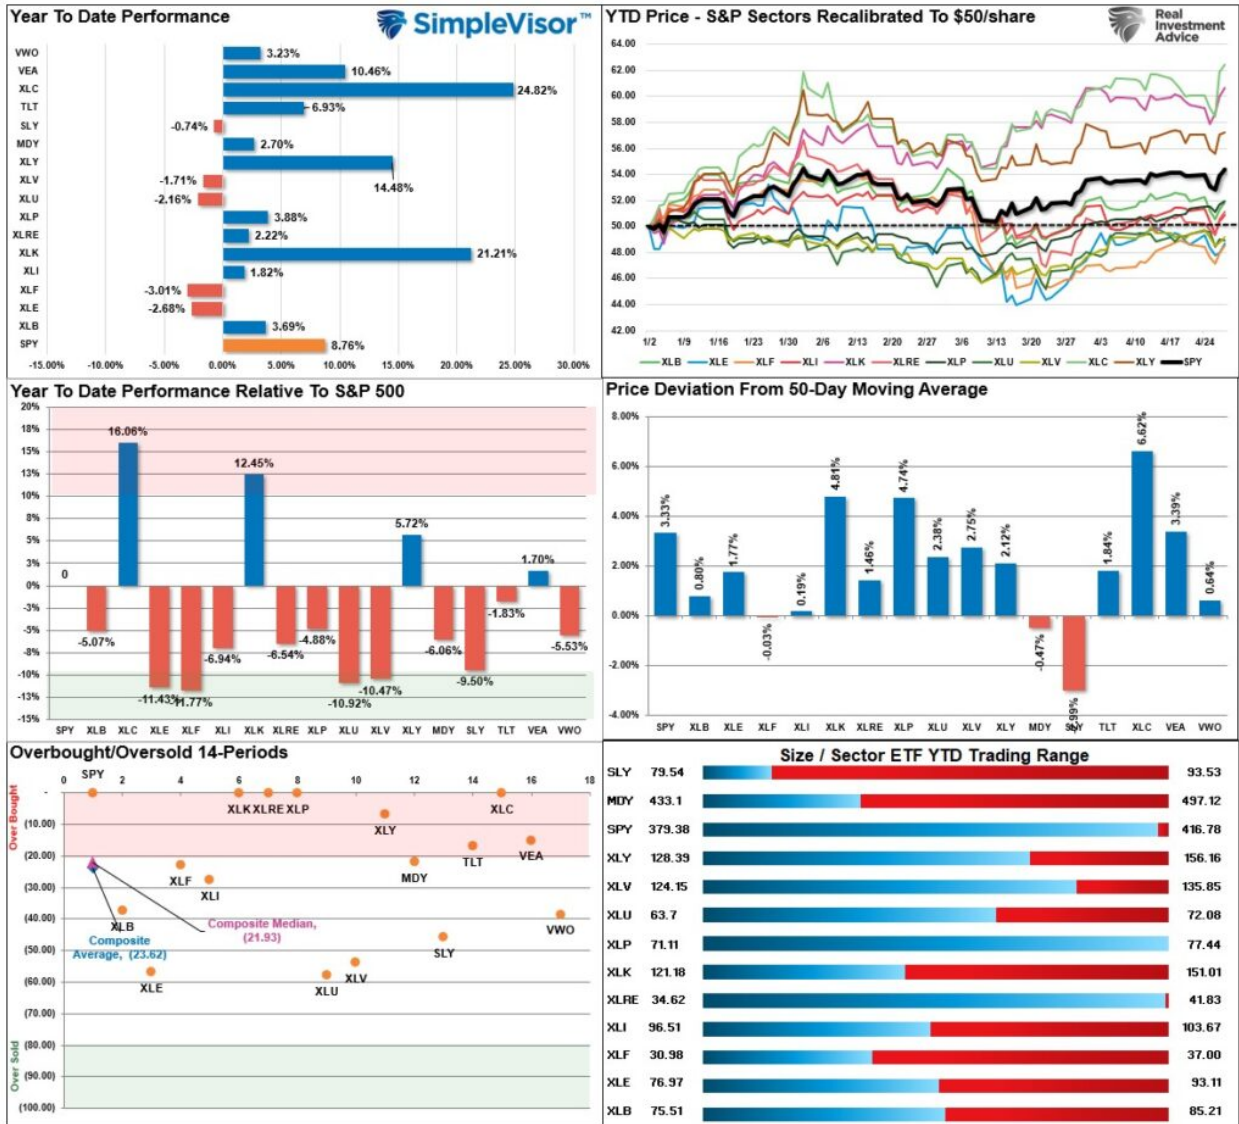 Year To Date Performance
SimpleVisor™
VWO 3.23%
VEA 10.46%
XLC 24.82%
TLT 6.93%
SLY -0.74%
MDY 2.70%
XLY 14.48%
XLV -1.71%
XLU -2.16%
XLP 3.88%
XLRE 2.22%
XLK 21.21%
XLI 1.82%
XLF -3.01%
XLE -2.68%
XLB 3.69%
SPY 8.76%
-15.00% -10.00% -5.00% 0.00% 5.00% 10.00% 15.00% 20.00% 25.00% 30.00%
YTD Price - S&P Sectors Recalibrated To $50/share
Real
Investment
Advice
64.00
62.00
60.00
58.00
56.00
54.00
52.00
50.00
48.00
46.00
44.00
42.00
1/2 1/9 1/16 1/23 1/30 2/6 2/13 2/20 2/27 3/6 3/13 3/20 3/27 4/3 4/10 4/17 4/24
XLB XLE XLF XLI XLK XLRE XLP XLU XLV XLC XLY SPY
Year To Date Performance Relative To S&P 500
20%
18%
15%
13%
10%
8%
5%
3%
0%
-3%
-5%
-8%
-10%
-13%
-15%
0 -5.07% 16.06% -11.43% -11.77% -6.94% 12.45% -6.54% -4.88% -10.92% -10.47% 5.72% -6.06% -9.50% -1.83% 1.70% -5.53%
SPY XLB XLC XLE XLF XLI XLK XLRE XLP XLU XLV XLY MDY SLY TLT VEA VWO
Price Deviation From 50-Day Moving Average
8.00%
6.00%
4.00%
2.00%
0.00%
-2.00%
-4.00%
3.33% 0.80% 1.77% -0.03% 0.19% 4.81% 1.46% 4.74% 2.38% 2.75% 2.12% -0.47% -2.99% 1.84% 6.62% 3.39% 0.64%
SPY XLB XLE XLF XLI XLK XLRE XLP XLU XLV XLY MDY SLY TLT XLC VEA VWO
Overbought/Oversold 14-Periods
0 2 4 6 8 10 12 14 16 18
Over Bought
Over Sold
-
(10.00)
(20.00)
(30.00)
(40.00)
(50.00)
(60.00)
(70.00)
(80.00)
(90.00)
(100.00)
SPY
XLK XLRE XLP XLC
XLY
TLT VEA
XLF MDY
XLI
XLB VWO
Composite Median,
(21.93)
Composite
Average, (23.62)
SLY
XLE XLU XLV
Size / Sector ETF YTD Trading Range
SLY 79.54 93.53
MDY 433.1 497.12
SPY 379.38 416.78
XLY 128.39 156.16
XLV 124.15 135.85
XLU 63.7 72.08
XLP 71.11 77.44
XLK 121.18 151.01
XLRE 34.62 41.83
XLI 96.51 103.67
XLF 30.98 37.00
XLE 76.97 93.11
XLB 75.51 85.21